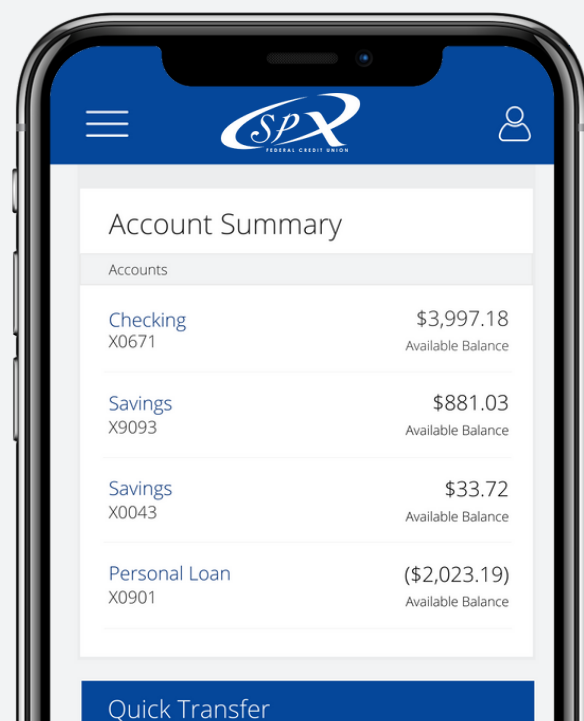 SPX
FEDERAL CREDIT UNION
Account Summary
Accounts
Checking
$3,997.18
X0671
Available Balance
Savings
$881.03
X9093
Available Balance
Savings
$33.72
X0043
Available Balance
Personal Loan
($2,023.19)
X0901
Available Balance
Quick Transfer